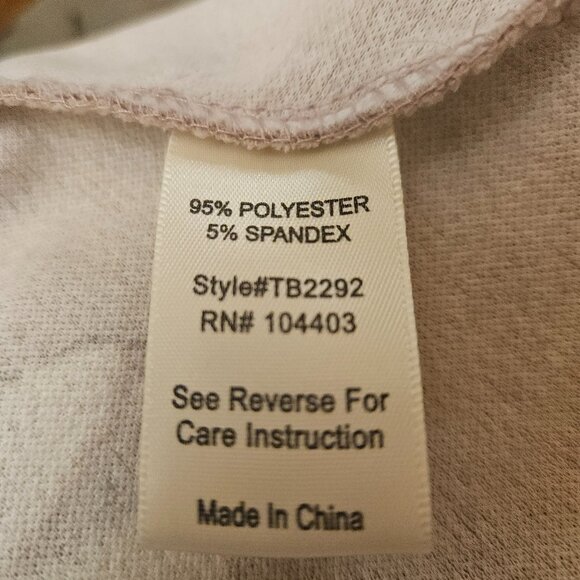 95% POLYESTER
5% SPANDEX
Style#TB2292
RN# 104403
See Reverse For
Care Instruction
Made In China